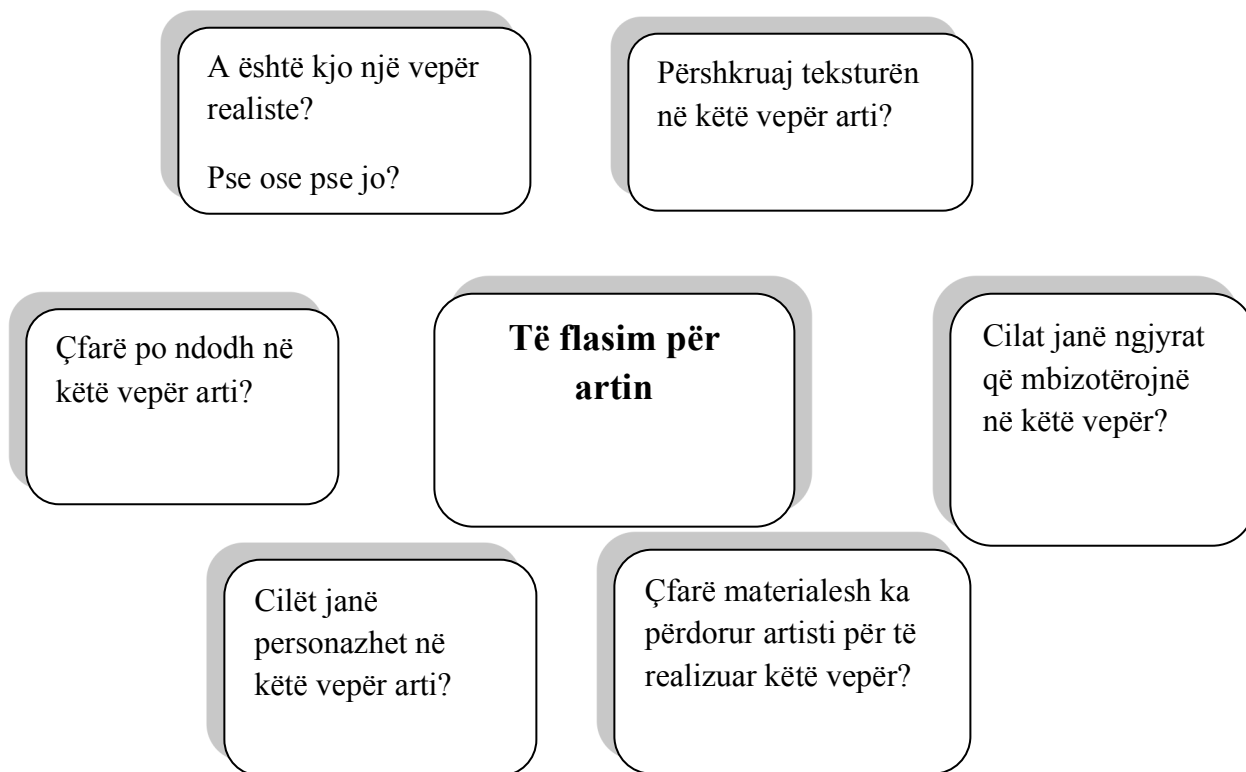 A është kjo një vepër
realiste?
Pse ose pse jo?
Përshkruaj teksturën
në këtë vepër arti?
Çfarë po ndodh në
këtë vepër arti?
Të flasim për
artin
Cilat janë ngjyrat
që mbizotërojnë
në këtë vepër?
Cilët janë
personazhet në
këtë vepër arti?
Çfarë materialesh ka
përdorur artisti për të
realizuar këtë vepër?